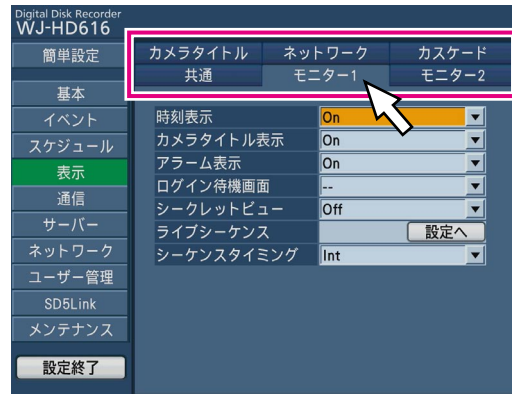 Digital Disk Recorder
WJ-HD616
簡単設定
基本
イベント
スケジュール
表示
通信
サーバー
ネットワーク
ユーザー管理
SD5Link
メンテナンス
設定終了
カメラタイトル ネットワーク カスケード
共通 モニター1 モニター2
時刻表示 On
カメラタイトル表示 On
アラーム表示 On
ログイン待機画面 --
シークレットビュー Off
ライブシーケンス 設定へ
シーケンスタイミング Int